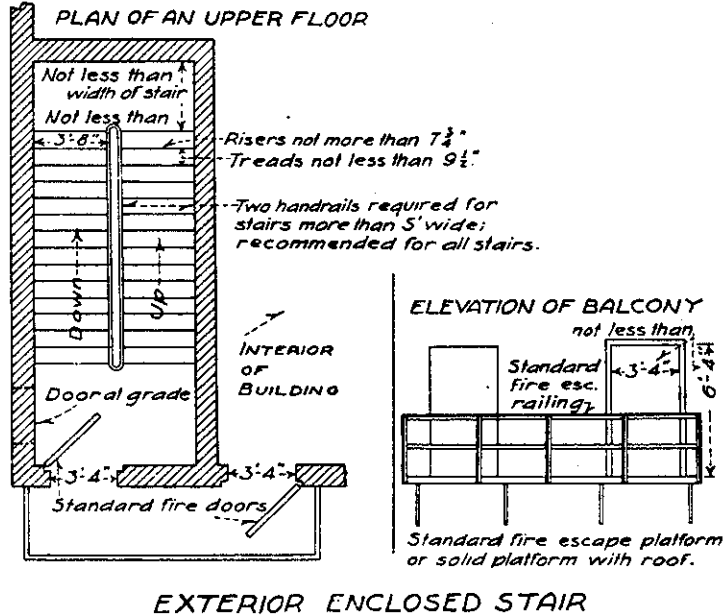 PLAN OF AN UPPER FLOOR
Not less than
width of stair
Not less than
3'-8"
Risers not more than 7 3/4"
Treads not less than 9 1/2"
Two handrails required for
stairs more than 5' wide;
recommended for all stairs.
Down
Up
INTERIOR
OF
BUILDING
Door at grade
3'-4"
3'-4"
Standard fire doors
ELEVATION OF BALCONY
not less than
Standard
fire esc.
railing
3'-4"
6'-4"
Standard fire escape platform
or solid platform with roof.
EXTERIOR ENCLOSED STAIR